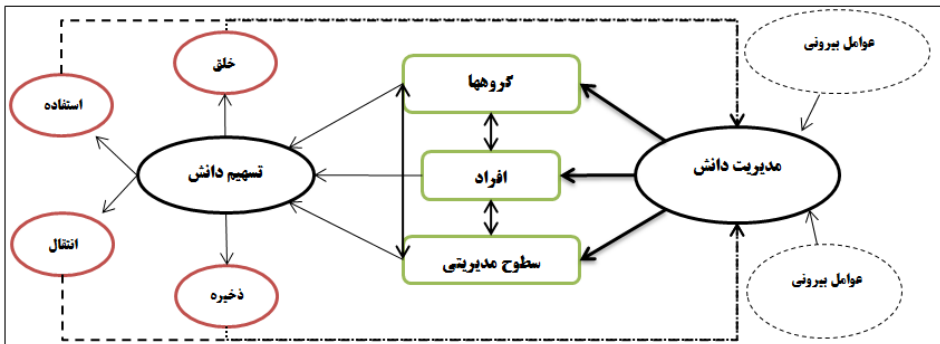 عوامل بیرونی
خلق
گروهها
استفاده
مدیریت دانش
افراد
تسهیم دانش
انتقال
سطوح مدیریتی
عوامل بیرونی
ذخیره